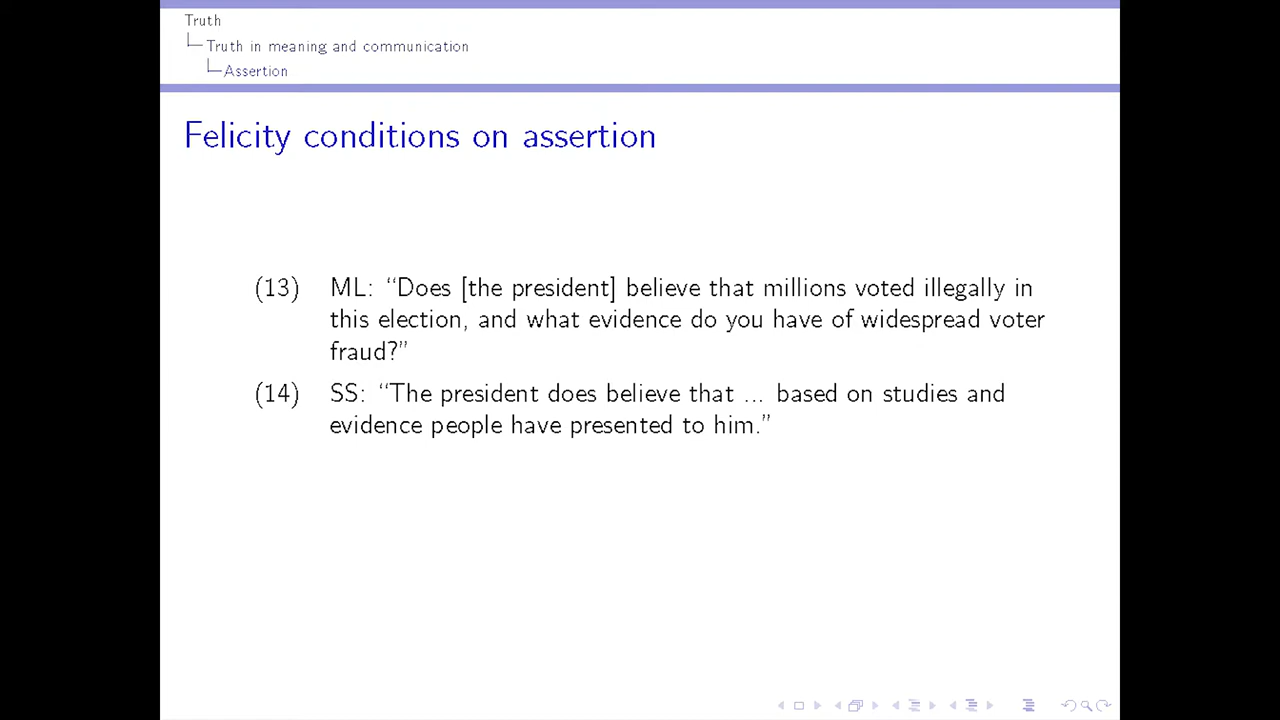 Truth
Truth in meaning and communication
Assertion
Felicity conditions on assertion
(13) ML: “Does [the president] believe that millions voted illegally in
this election, and what evidence do you have of widespread voter
fraud?”
(14) SS: “The president does believe that ... based on studies and
evidence people have presented to him.”